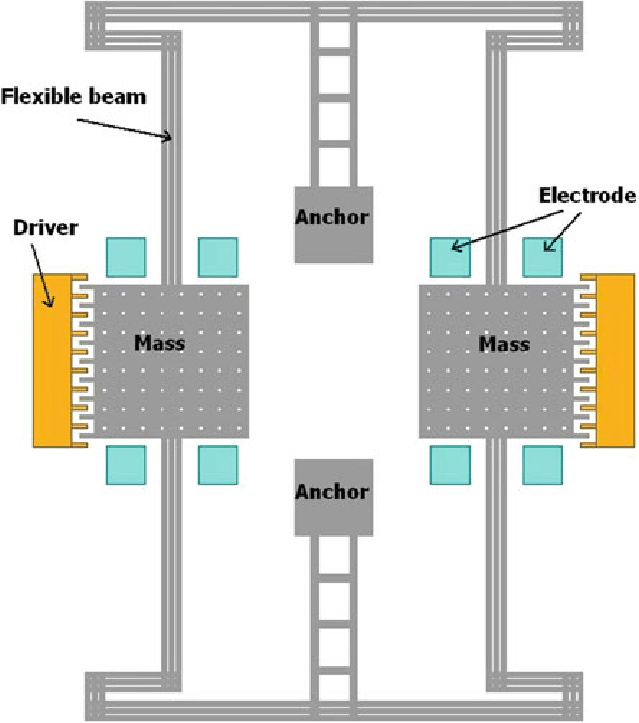 Flexible beam
Anchor
Electrode
Driver
Mass
Mass
Anchor